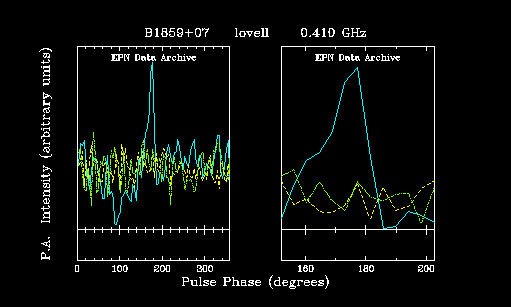 B1859+07 lovell 0.410 GHz
EPN Data Archive EPN Data Archive
P.A. Intensity (arbitrary units)
0 100 200 300 160 180 200
Pulse Phase (degrees)